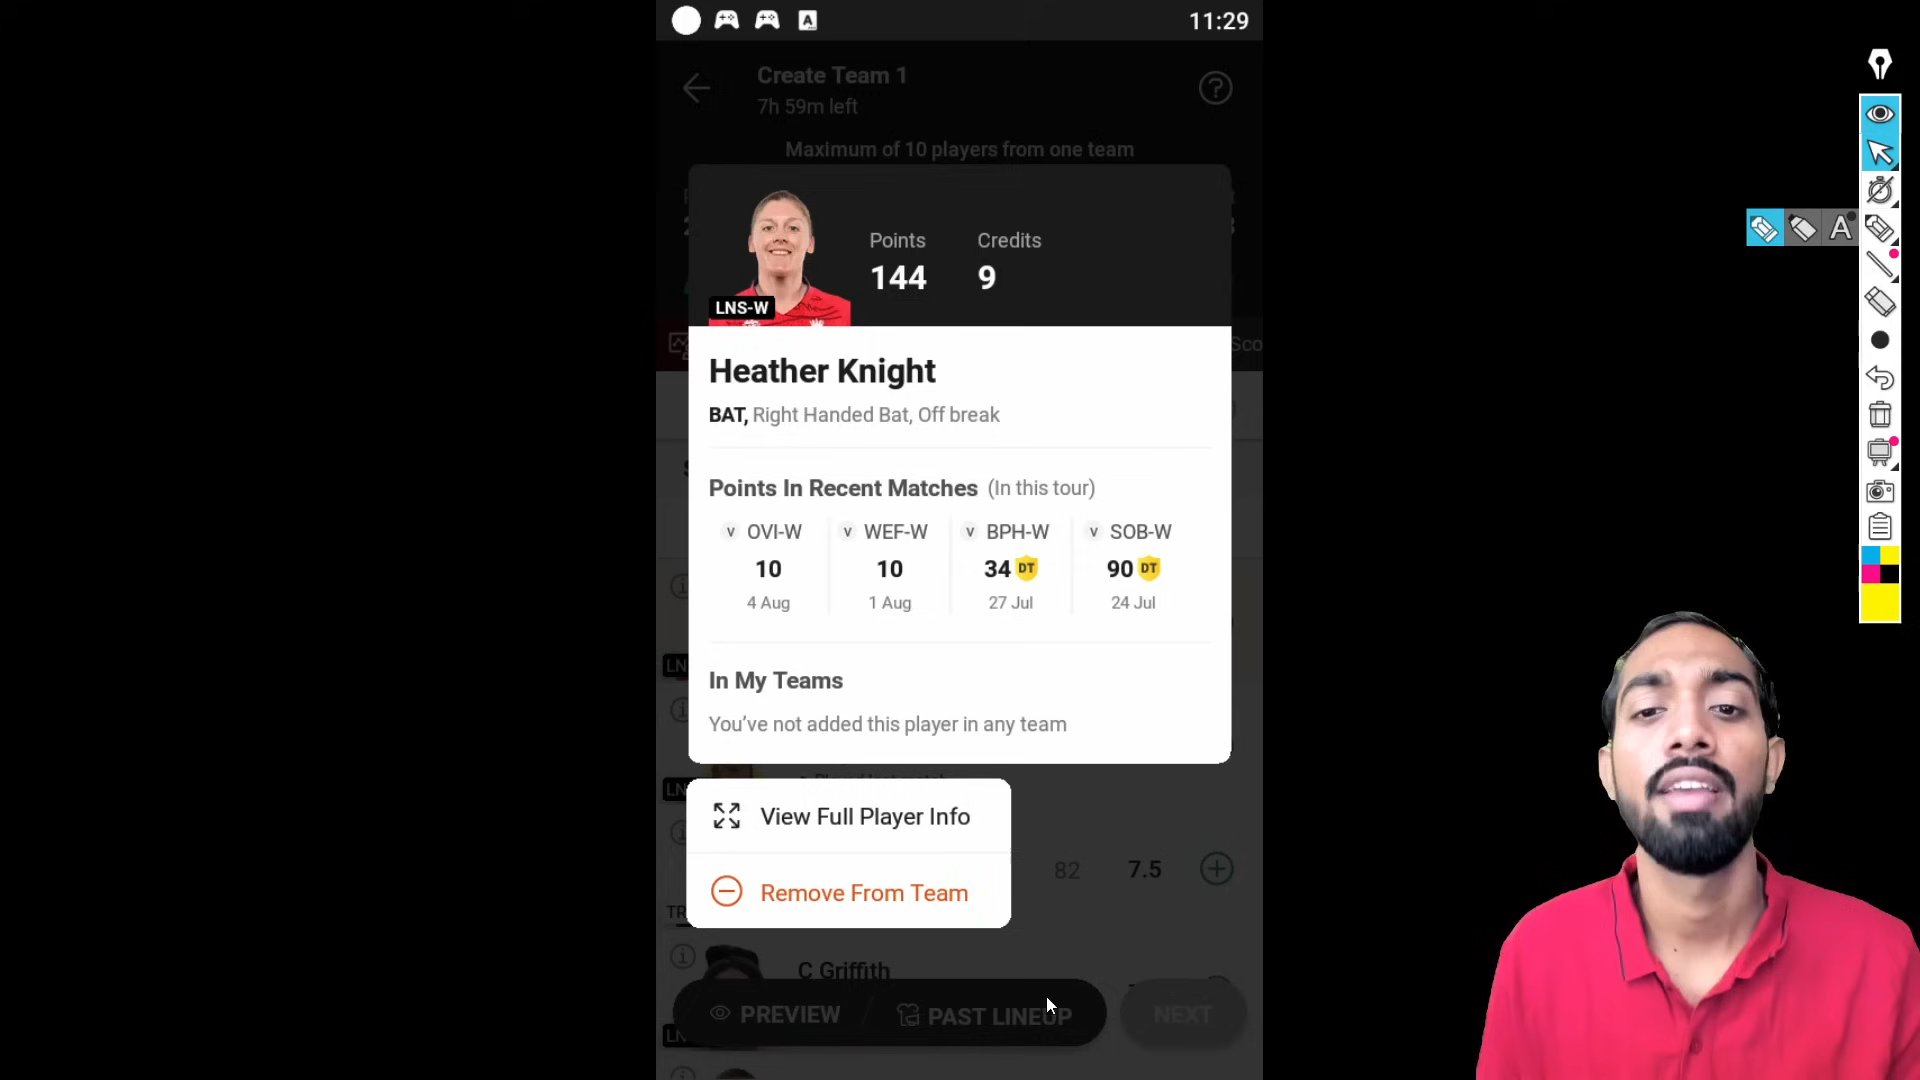 11:29
Create Team 1
7h 59m left
Maximum of 10 players from one team
Points Credits
144 9
LNS-W
Heather Knight
BAT, Right Handed Bat, Off break
Points In Recent Matches (In this tour)
v OVI-W v WEF-W v BPH-W v SOB-W
10 10 34 DT 90 DT
4 Aug 1 Aug 27 Jul 24 Jul
In My Teams
You've not added this player in any team
View Full Player Info
82 7.5
Remove From Team
C Griffith
PREVIEW PAST LINEUP NEXT
A